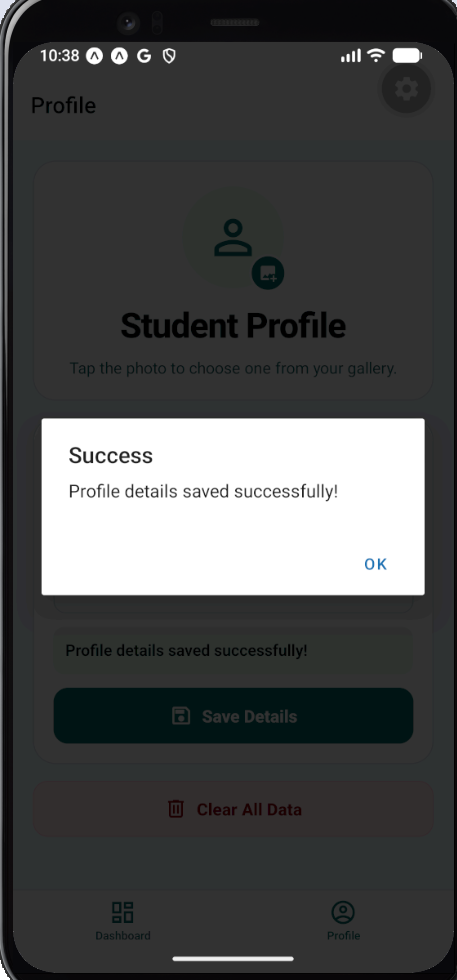 10:38
Profile
Student Profile
Tap the photo to choose one from your gallery.
Success
Profile details saved successfully!
OK
Profile details saved successfully!
Save Details
Clear All Data
Dashboard
Profile